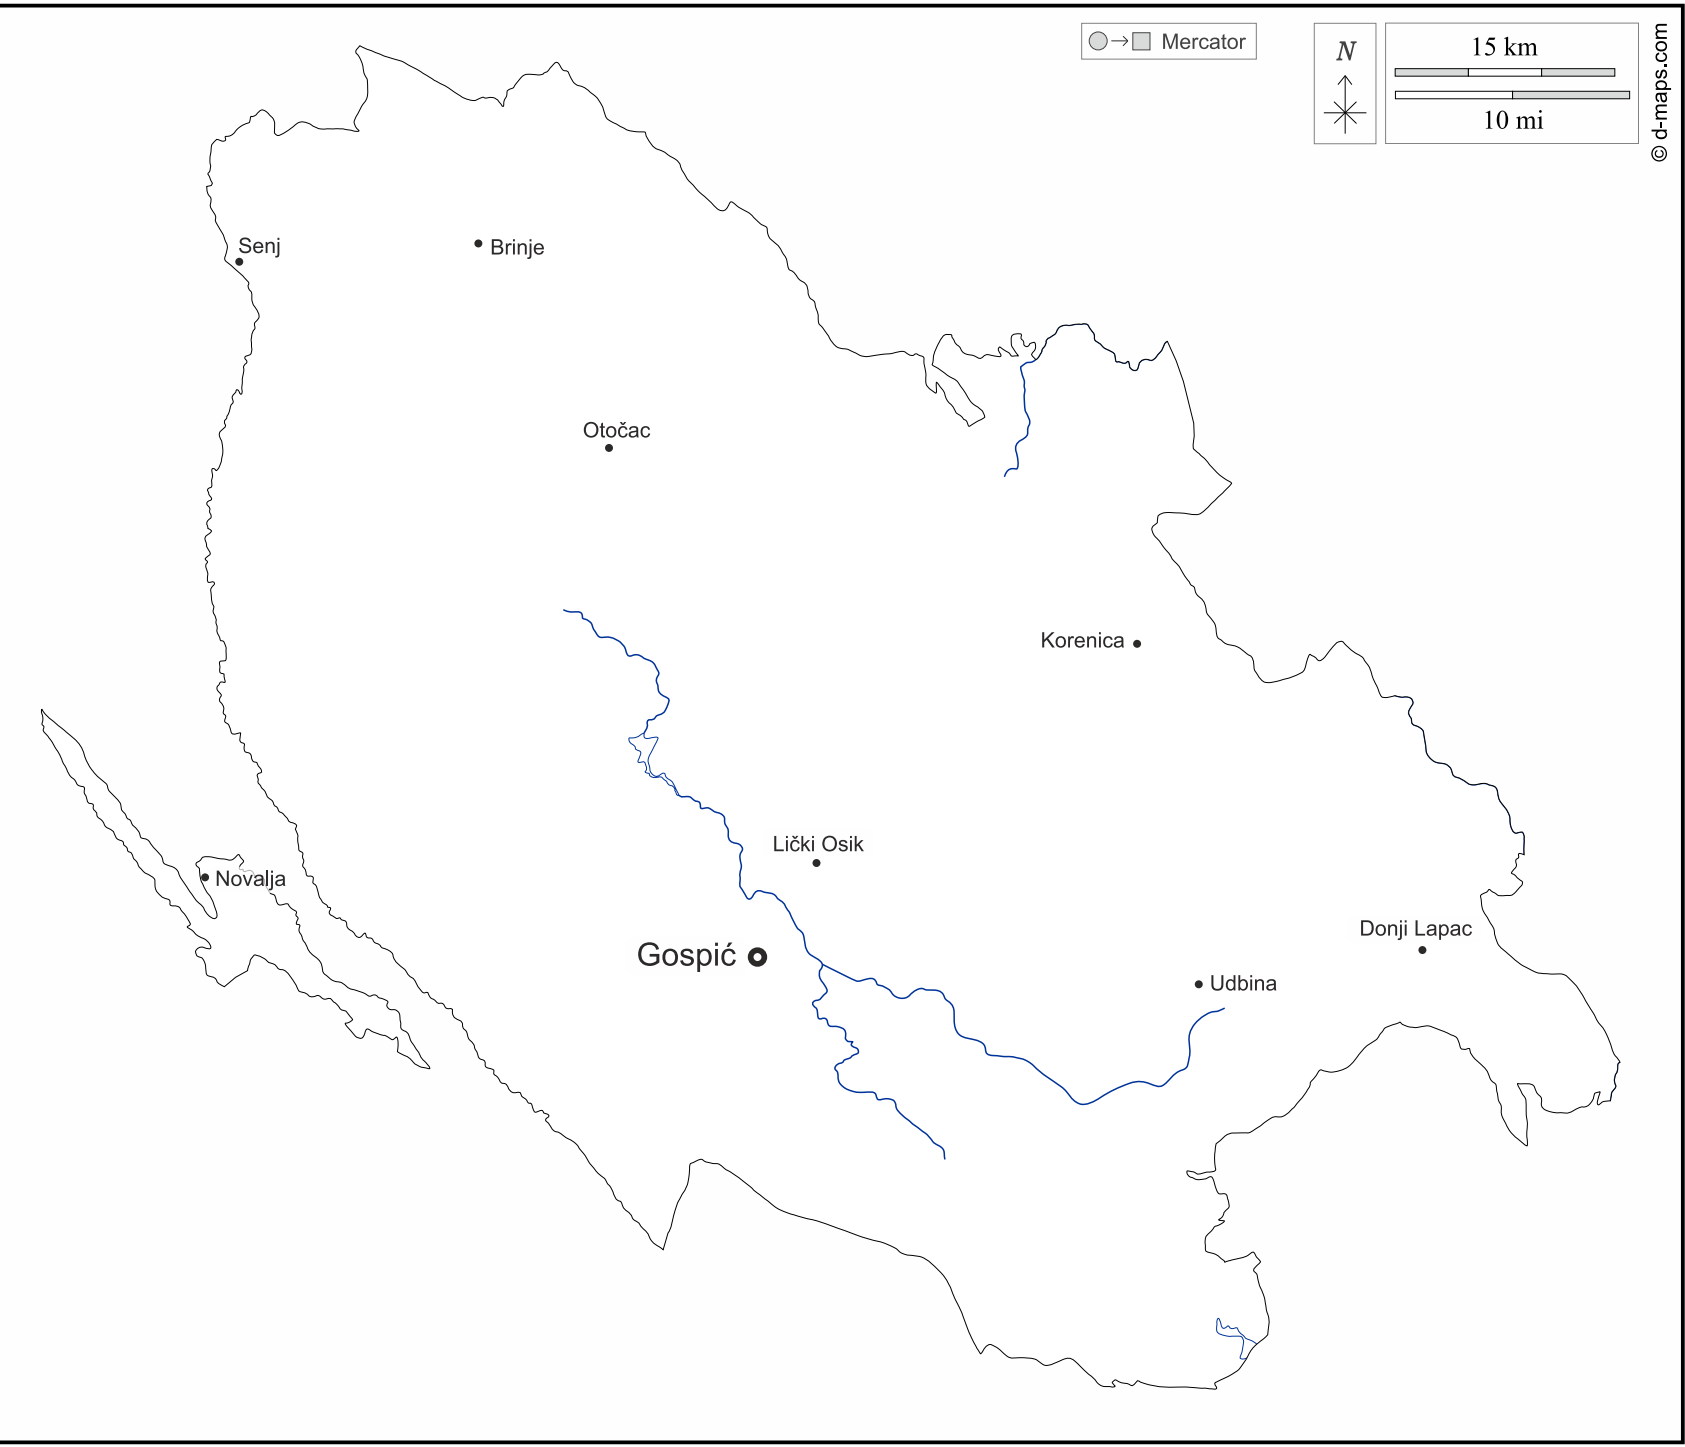 Mercator
N
15 km
10 mi
© d-maps.com
Senj
Brinje
Otočac
Korenica
Lički Osik
Novalja
Gospić
Donji Lapac
Udbina